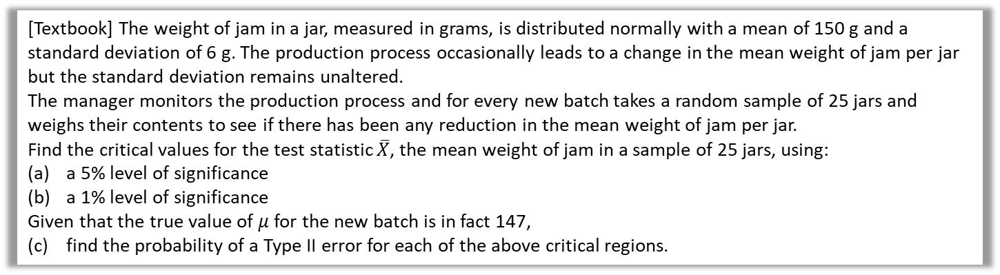 [Textbook] The weight of jam in a jar, measured in grams, is distributed normally with a mean of 150 g and a
standard deviation of 6 g. The production process occasionally leads to a change in the mean weight of jam per jar
but the standard deviation remains unaltered.
The manager monitors the production process and for every new batch takes a random sample of 25 jars and
weighs their contents to see if there has been any reduction in the mean weight of jam per jar.
Find the critical values for the test statistic X̅, the mean weight of jam in a sample of 25 jars, using:
(a) a 5% level of significance
(b) a 1% level of significance
Given that the true value of μ for the new batch is in fact 147,
(c) find the probability of a Type II error for each of the above critical regions.